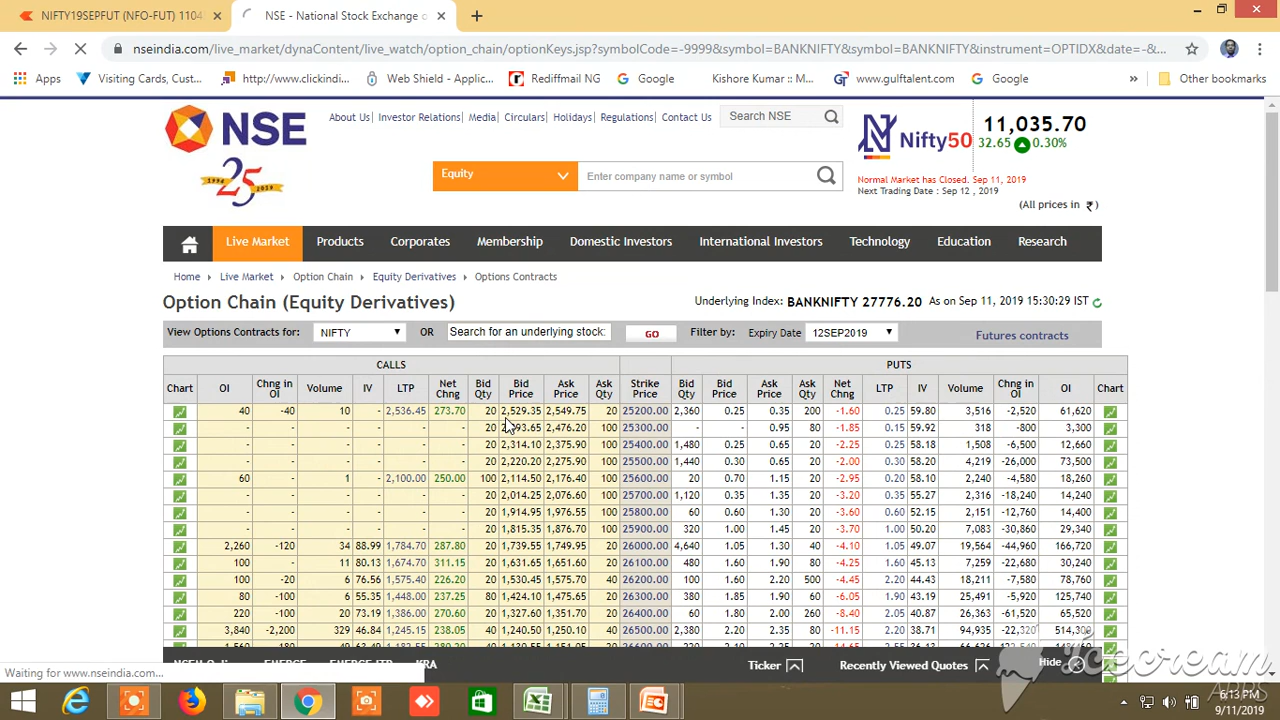 NIFTY19SEPFUT (NFO-FUT) 1104 × NSE - National Stock Exchange o × +
nseindia.co/live_market/dynaContent/live_watch/option_chain/optionKeys.jsp?symbolCode=-9999&symbol=BANKNIFTY&symbol=BANKNIFTY&instrument=OPTIDX&date=-&...
Apps Visiting Cards, Cust... http://www.clickindi... Web Shield - Applic... Rediffmail NG Google Kishore Kumar :: M... www.gulftalent.com Google » Other bookmarks
NSE
1994 25 2019
About Us | Investor Relations | Media | Circulars | Holidays | Regulations | Contact Us Search NSE
Equity Enter company name or symbol
Nifty50 11,035.70
32.65 0.30%
Normal Market has Closed. Sep 11, 2019
Next Trading Date : Sep 12 , 2019
(All prices in ₹ )
Live Market Products Corporates Membership Domestic Investors International Investors Technology Education Research
Home Live Market Option Chain Equity Derivatives Options Contracts
Option Chain (Equity Derivatives) Underlying Index: BANKNIFTY 27776.20 As on Sep 11, 2019 15:30:29 IST
View Options Contracts for: NIFTY OR Search for an underlying stock: GO Filter by: Expiry Date 12SEP2019 Futures contracts
CALLS PUTS
Chart OI Chng in OI Volume IV LTP Net Chng Bid Qty Bid Price Ask Price Ask Qty Strike Price Bid Qty Bid Price Ask Price Ask Qty Net Chng LTP IV Volume Chng in OI OI Chart
40 -40 10 - 2,536.45 273.70 20 2,529.35 2,549.75 20 25200.00 2,360 0.25 0.35 200 -1.60 0.25 59.80 3,516 -2,520 61,620
- - - - - - 20 93.65 2,476.20 100 25300.00 - - 0.95 80 -1.85 0.15 59.92 318 -800 3,300
- - - - - - 20 2,314.10 2,375.90 100 25400.00 1,480 0.25 0.65 20 -2.25 0.25 58.18 1,508 -6,500 12,660
- - - - - - 20 2,220.20 2,275.90 100 25500.00 1,440 0.30 0.65 20 -2.00 0.30 58.20 4,219 -26,000 73,500
60 - 1 - 2,100.00 250.00 100 2,114.50 2,176.40 100 25600.00 20 0.70 1.15 20 -2.95 0.20 58.10 2,240 -4,580 18,260
- - - - - - 20 2,014.25 2,076.60 100 25700.00 1,120 0.35 1.35 20 -3.20 0.35 55.27 2,316 -18,240 14,240
- - - - - - 20 1,914.95 1,976.55 100 25800.00 60 0.60 1.30 20 -3.60 0.60 52.15 2,151 -12,760 14,400
- - - - - - 20 1,815.35 1,876.70 100 25900.00 320 1.00 1.45 20 -3.70 1.00 50.20 7,083 -30,860 29,340
2,260 -120 34 88.99 1,784.70 287.80 20 1,739.55 1,749.95 20 26000.00 4,640 1.05 1.30 40 -4.10 1.05 49.07 19,564 -44,960 166,720
100 - 11 80.13 1,674.70 311.15 20 1,631.65 1,651.60 20 26100.00 480 1.60 1.90 80 -4.25 1.60 45.13 7,259 -22,680 30,240
100 -20 6 76.56 1,575.40 226.20 20 1,530.45 1,575.70 40 26200.00 100 1.60 2.20 500 -4.45 2.20 44.43 18,211 -7,580 78,760
80 -100 6 55.35 1,448.00 237.25 80 1,424.10 1,475.65 20 26300.00 380 1.85 1.90 60 -6.05 1.90 43.19 25,491 -5,920 125,740
220 -100 20 73.19 1,386.00 270.60 20 1,327.60 1,351.70 20 26400.00 60 1.80 2.00 260 -8.40 2.05 40.87 26,363 -61,520 65,520
3,840 -2,200 329 46.84 1,245.15 238.05 40 1,240.50 1,250.10 40 26500.00 2,380 2.20 2.35 80 -11.15 2.20 38.71 94,935 -22,320 514,300
Ticker Recently Viewed Quotes Hide
Waiting for www.nseindia.com...
Icecream
APPS
6:13 PM
9/11/2019